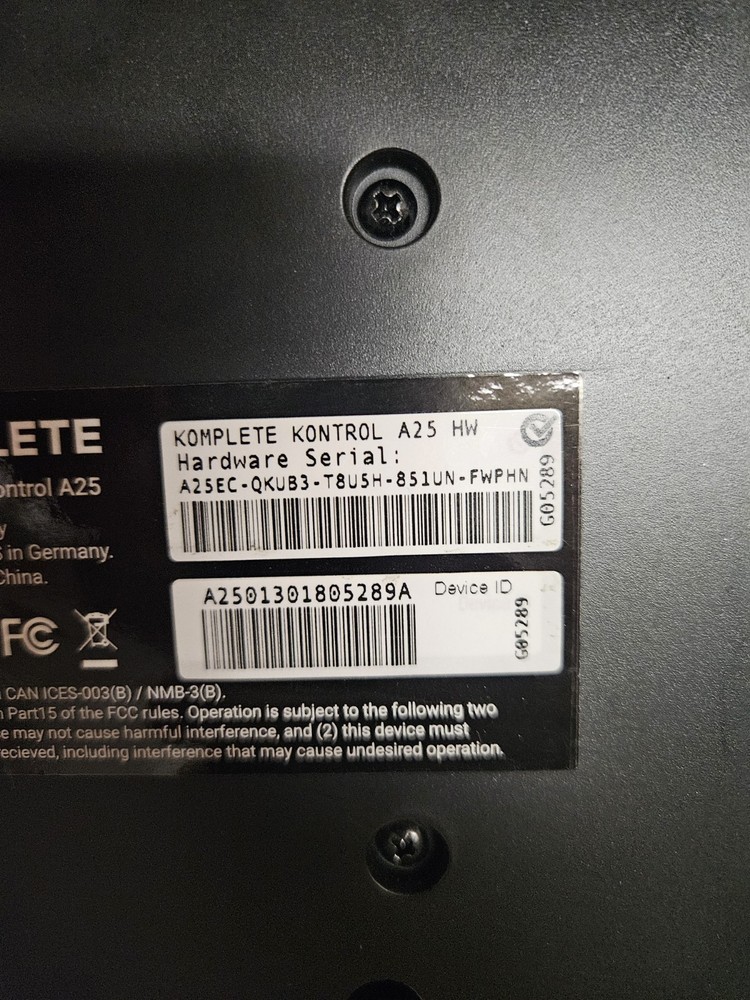 KOMPLETE KONTROL A25 HW
Hardware Serial:
A25EC-QKUB3-T8U5H-851UN-FWPHN
G05289
LETE
ontrol A25
y
in Germany.
China.
A2501301805289A
Device ID
G05289
FC
CAN ICES-003(B) / NMB-3(B).
Part15 of the FCC rules. Operation is subject to the following two
e may not cause harmful interference, and (2) this device must
recieved, including interference that may cause undesired operation.